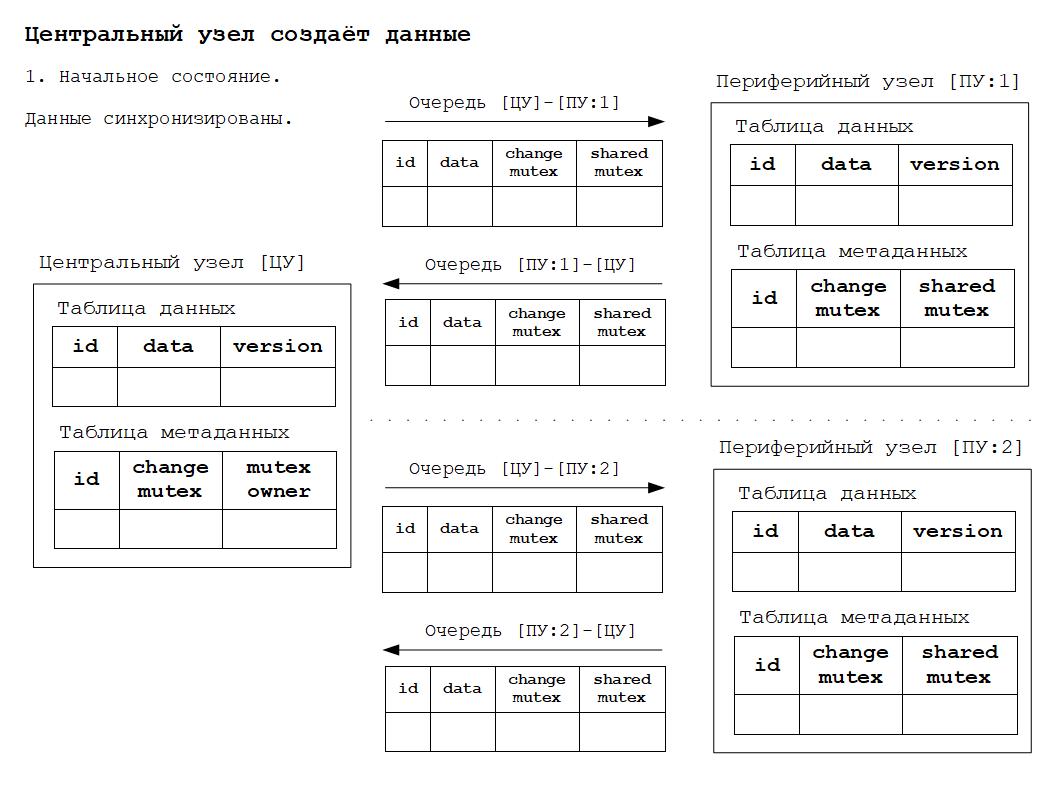 Центральный узел создаёт данные
1. Начальное состояние.
Данные синхронизированы.
Центральный узел [ЦУ]
Таблица данных
id data version
Таблица метаданных
id change mutex
mutex owner
Очередь [ЦУ]-[ПУ:1]
id data change shared
mutex mutex
Очередь [ПУ:1]-[ЦУ]
id data change shared
mutex mutex
Периферийный узел [ПУ:1]
Таблица данных
id data version
Таблица метаданных
id change shared
mutex mutex
Очередь [ЦУ]-[ПУ:2]
id data change shared
mutex mutex
Очередь [ПУ:2]-[ЦУ]
id data change shared
mutex mutex
Периферийный узел [ПУ:2]
Таблица данных
id data version
Таблица метаданных
id change shared
mutex mutex